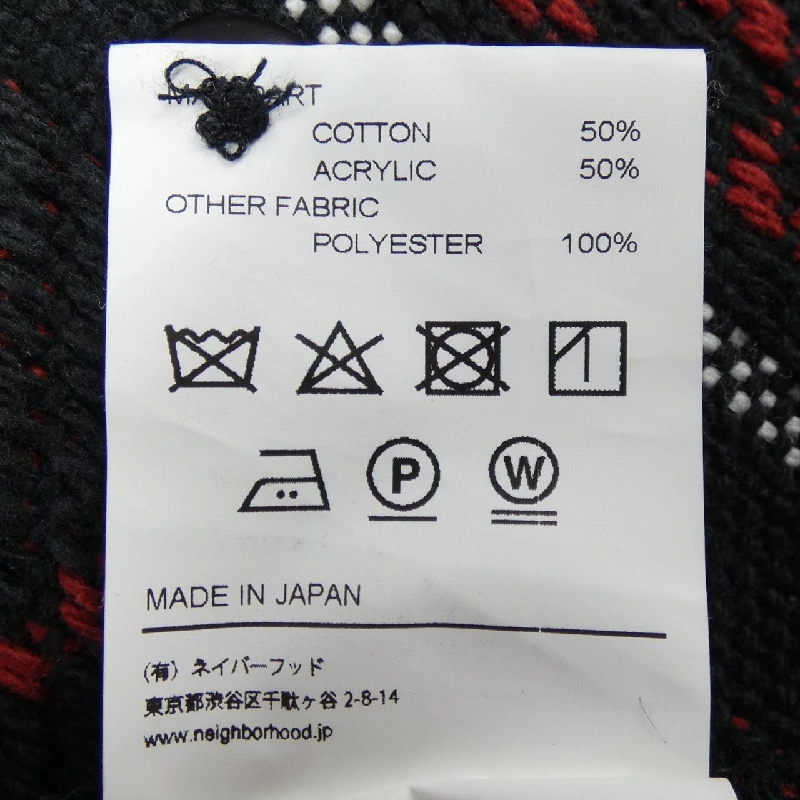 PART
COTTON 50%
ACRYLIC 50%
OTHER FABRIC
POLYESTER 100%
P W
MADE IN JAPAN
(有) ネイバーフッド
東京都渋谷区千駄ヶ谷 2-8-14
www.neighborhood.jp